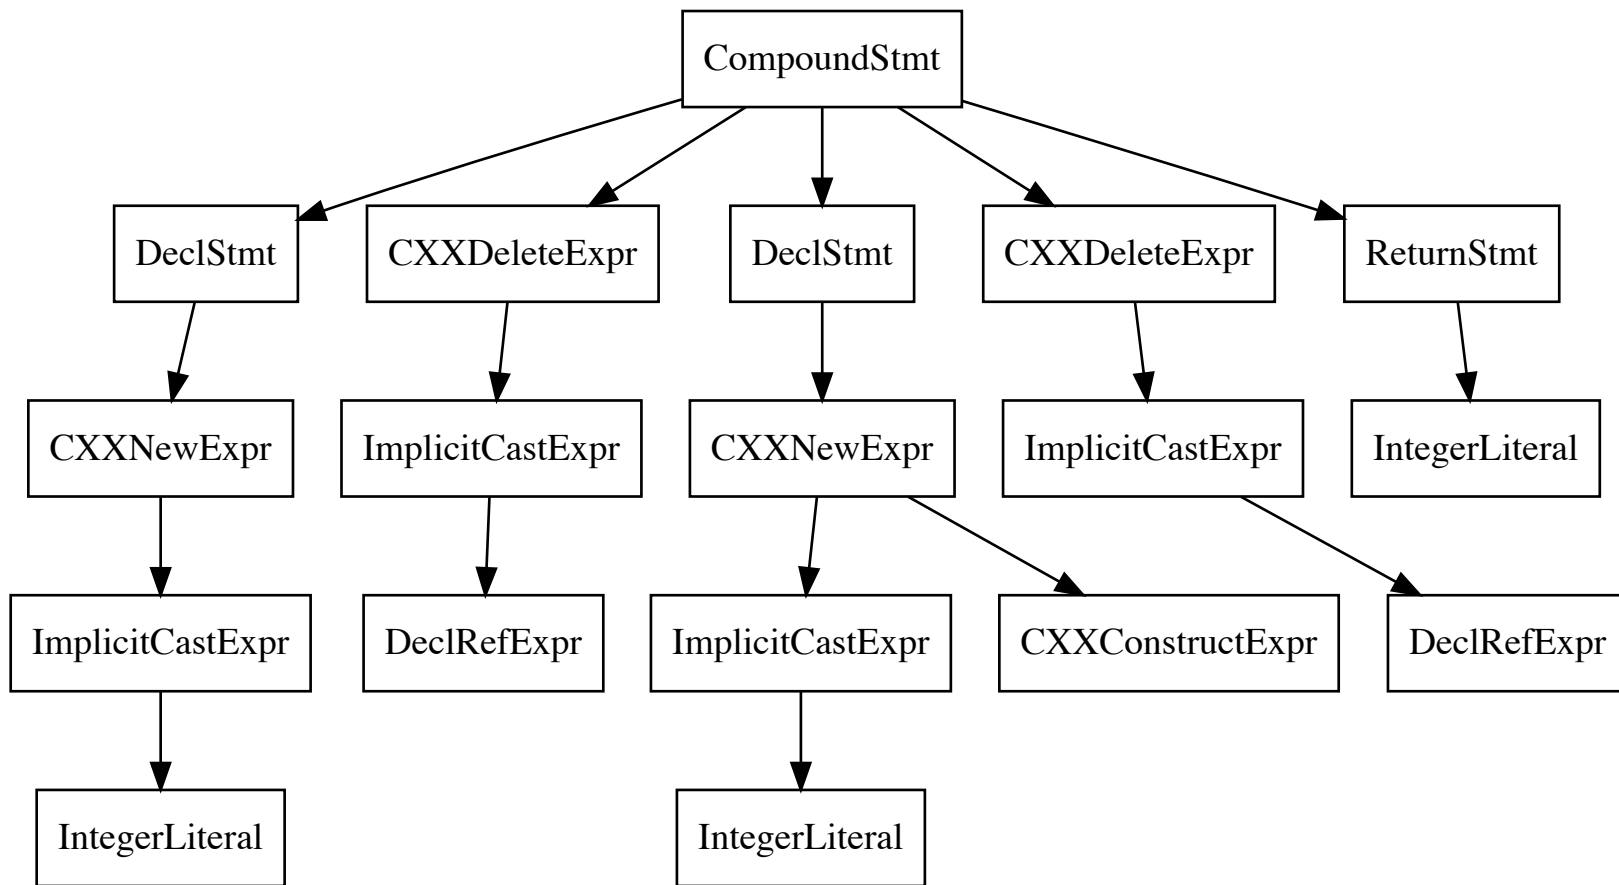 CompoundStmt
DeclStmt
CXXDeleteExpr
DeclStmt
CXXDeleteExpr
ReturnStmt
CXXNewExpr
ImplicitCastExpr
CXXNewExpr
ImplicitCastExpr
IntegerLiteral
ImplicitCastExpr
DeclRefExpr
ImplicitCastExpr
CXXConstructExpr
DeclRefExpr
IntegerLiteral
IntegerLiteral